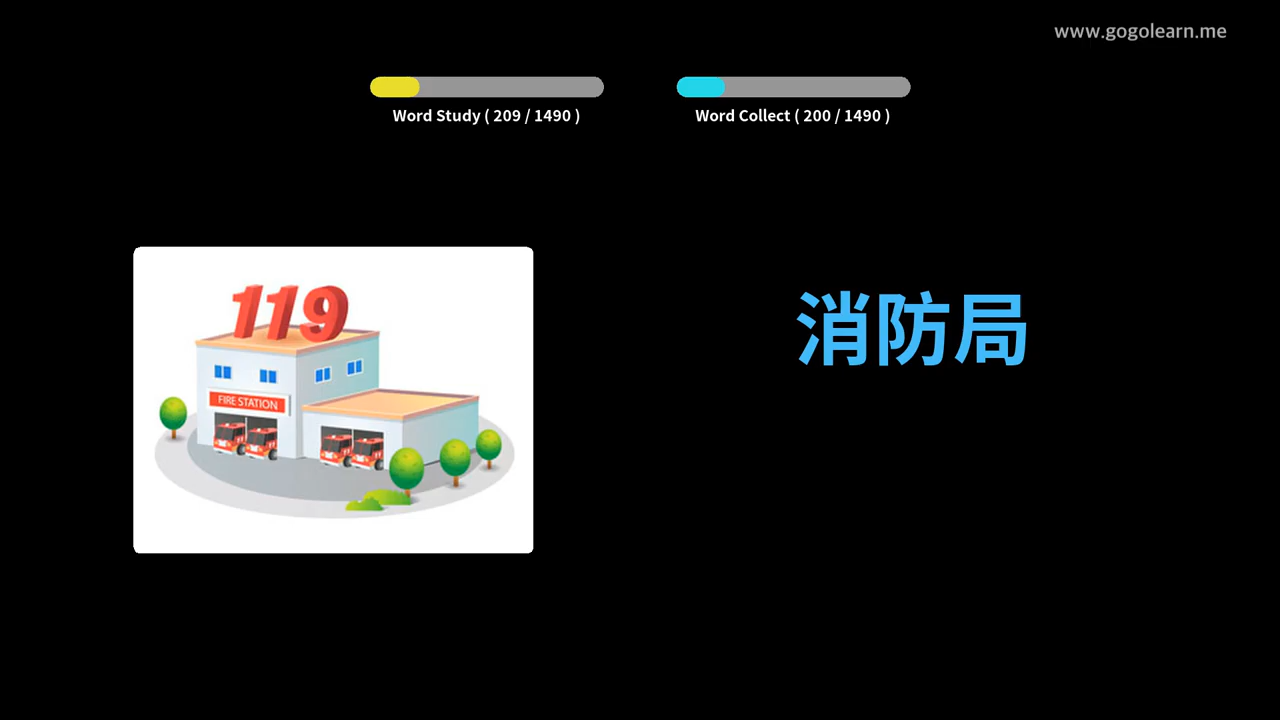 www.gogolearn.me
Word Study ( 209 / 1490 )
Word Collect ( 200 / 1490 )
119
FIRE STATION
消防局